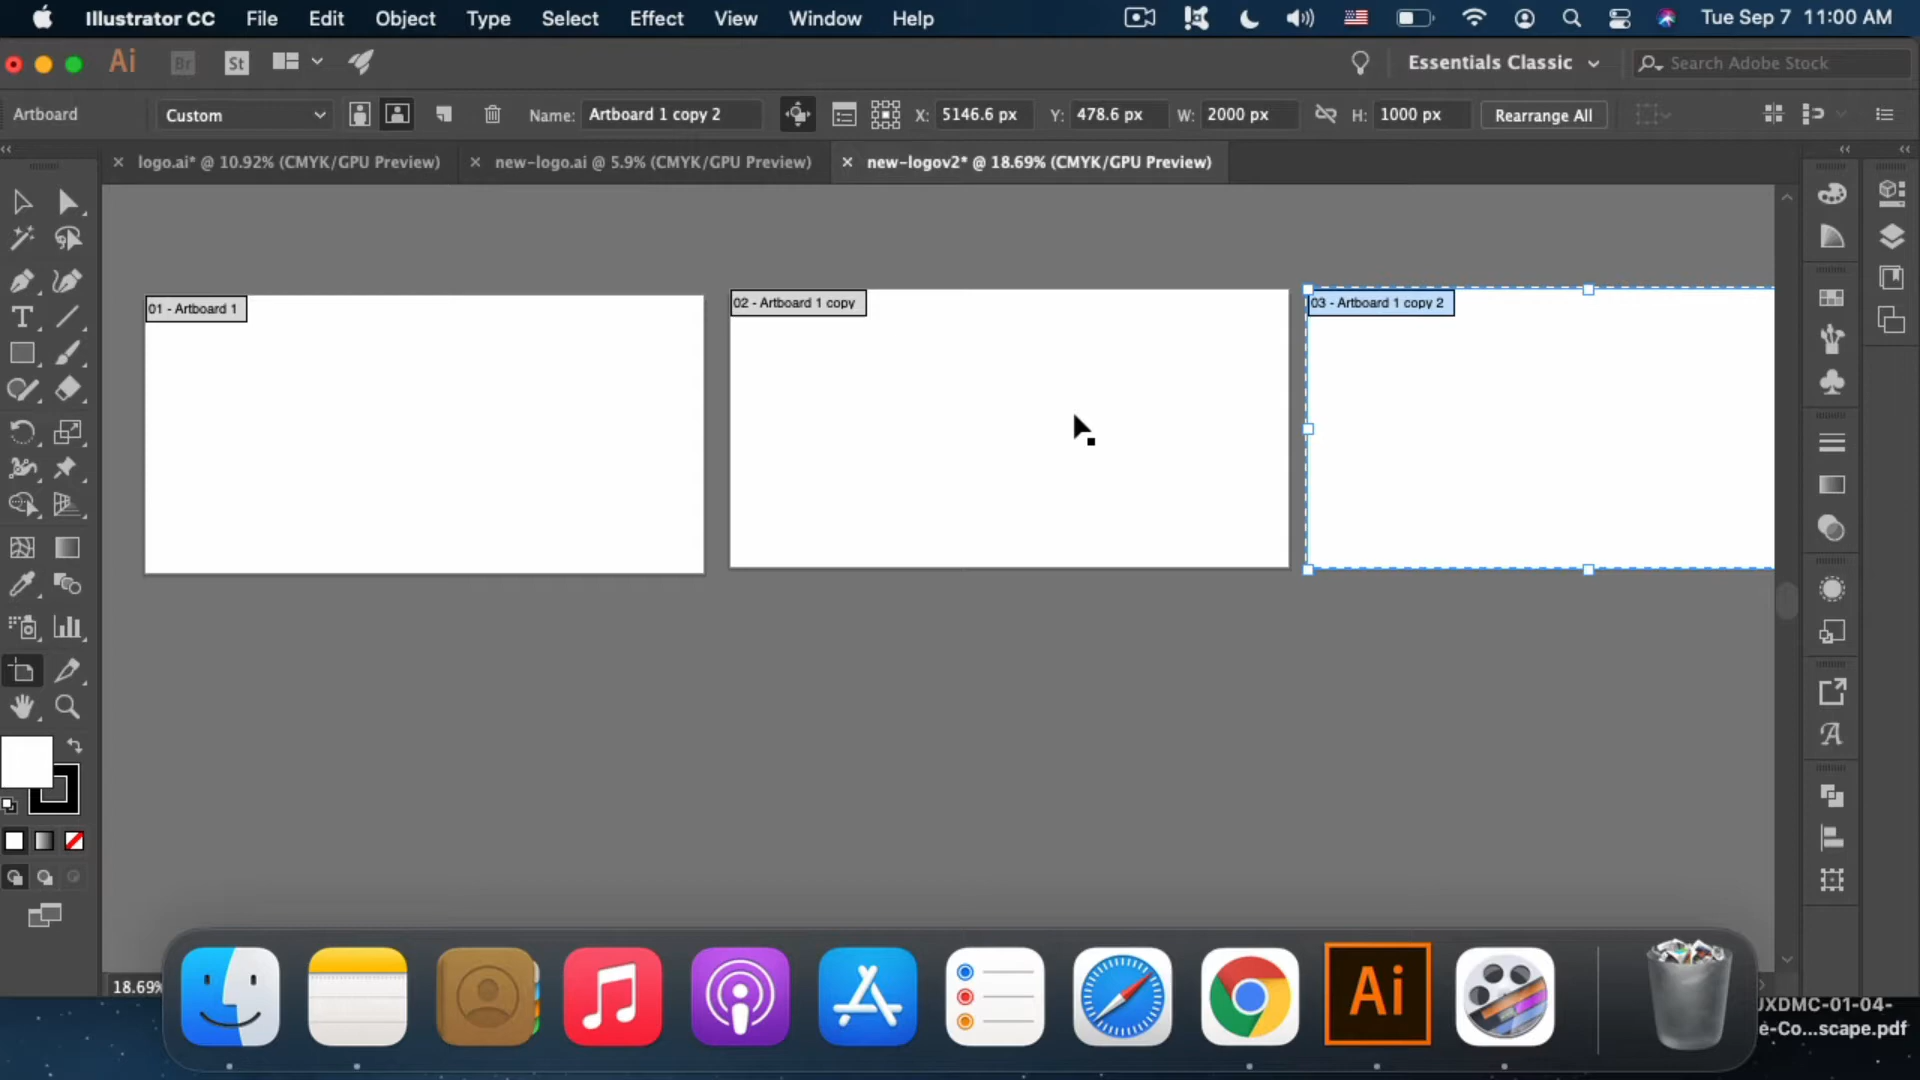 Illustrator CC File Edit Object Type Select Effect View Window Help Tue Sep 7 11:00 AM
Ai Br St Essentials Classic Search Adobe Stock
Artboard Custom Name: Artboard 1 copy 2 X: 5146.6 px Y: 478.6 px W: 2000 px H: 1000 px Rearrange All
logo.ai* @ 10.92% (CMYK/GPU Preview) new-logo.ai @ 5.9% (CMYK/GPU Preview) new-logov2* @ 18.69% (CMYK/GPU Preview)
01 - Artboard 1
02 - Artboard 1 copy
03 - Artboard 1 copy 2
18.69%
Ai
JXDMC-01-04-
e-Co...scape.pdf